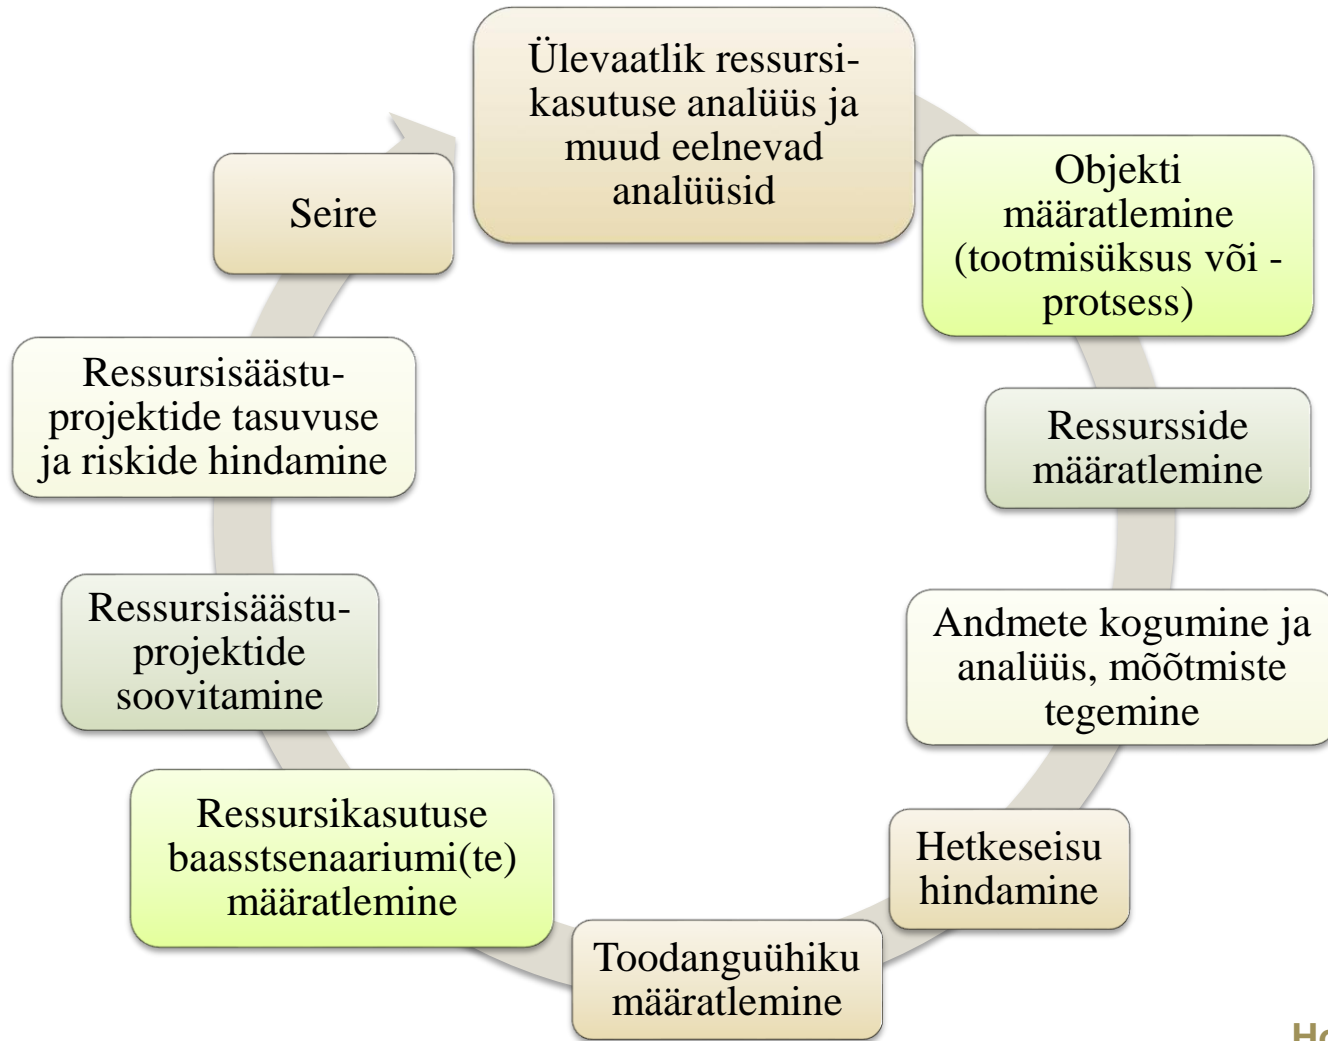 Ülevaatlik ressursi-
kasutuse analüüs ja
muud eelnevad
analüüsid
Objekti
määratlemine
(tootmisüksus või -
protsess)
Ressursside
määratlemine
Andmete kogumine ja
analüüs, mõõtmiste
tegemine
Hetkeseisu
hindamine
Toodanguühiku
määratlemine
Ressursikasutuse
baasstsenaariumi(te)
määratlemine
Ressursisäästu-
projektide
soovitamine
Ressursisäästu-
projektide tasuvuse
ja riskide hindamine
Seire